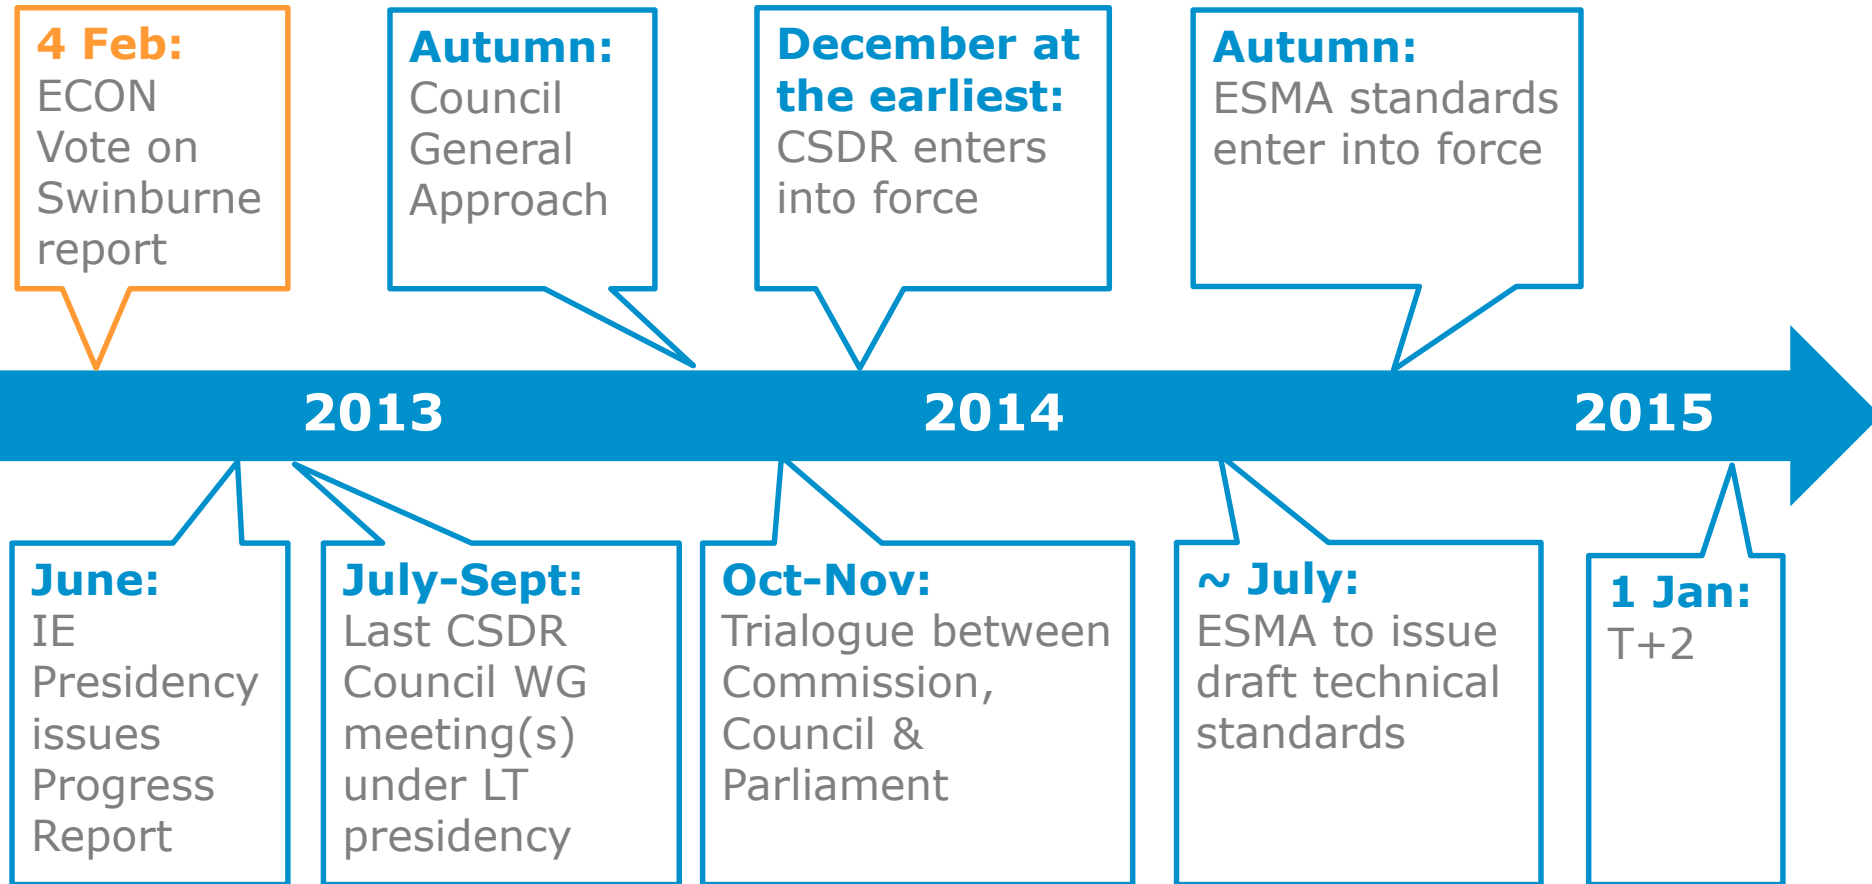 4 Feb:
ECON
Vote on
Swinburne
report
Autumn:
Council
General
Approach
December at
the earliest:
CSDR enters
into force
Autumn:
ESMA standards
enter into force
2013
2014
2015
June:
IE
Presidency
issues
Progress
Report
July-Sept:
Last CSDR
Council WG
meeting(s)
under LT
presidency
Oct-Nov:
Trialogue between
Commission,
Council &
Parliament
~ July:
ESMA to issue
draft technical
standards
1 Jan:
T+2